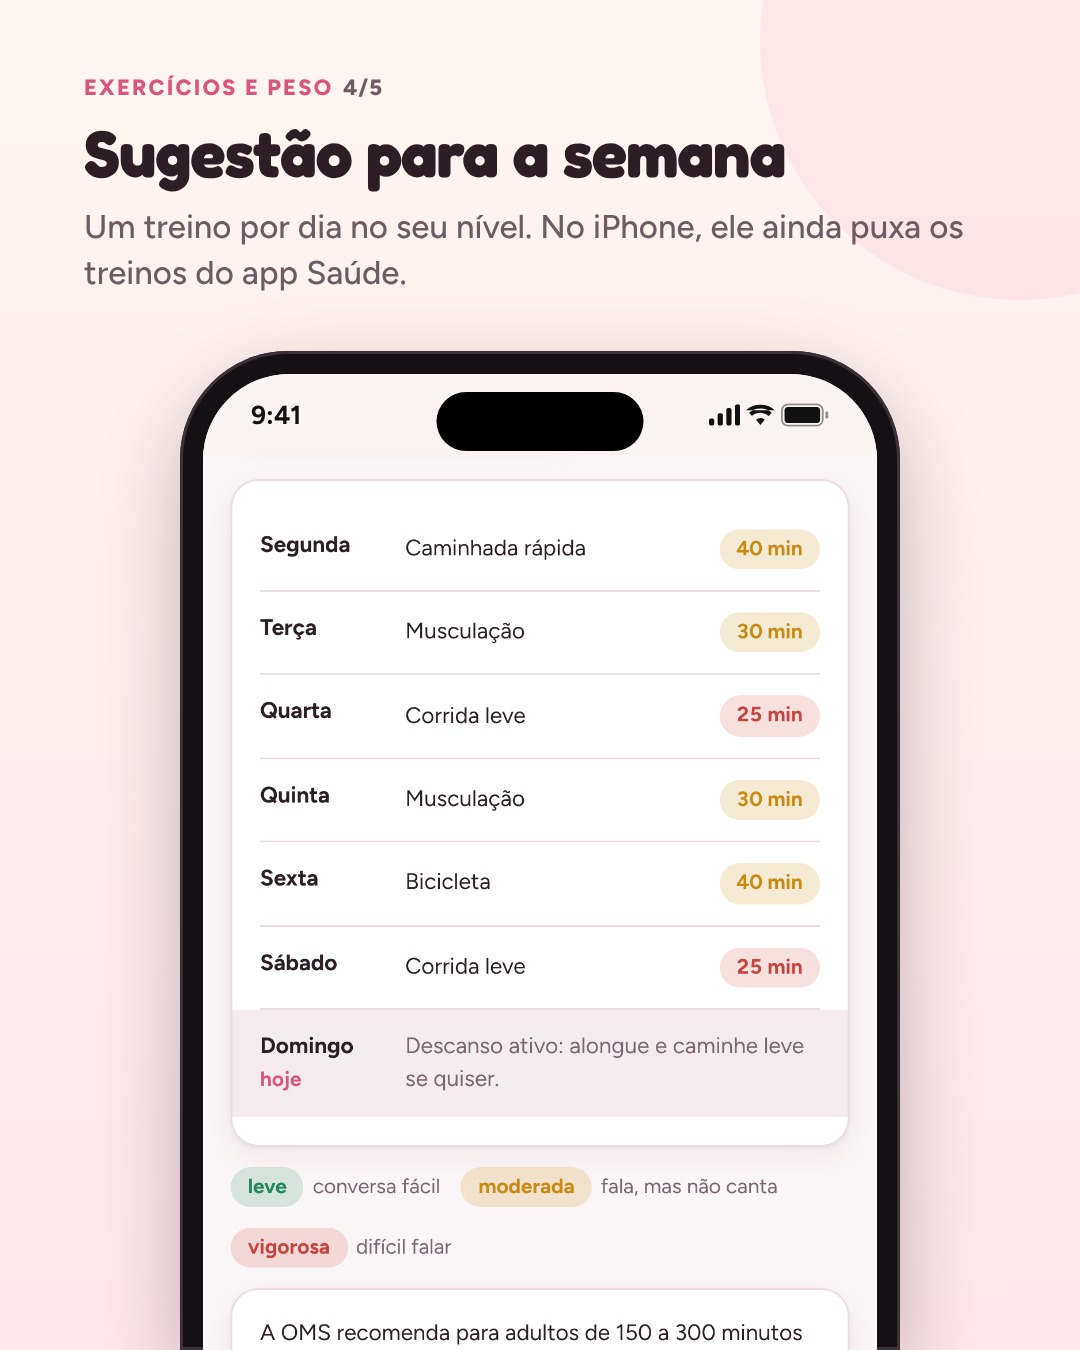 EXERCÍCIOS E PESO 4/5
Sugestão para a semana
Um treino por dia no seu nível. No iPhone, ele ainda puxa os
treinos do app Saúde.
9:41
Segunda Caminhada rápida 40 min
Terça Musculação 30 min
Quarta Corrida leve 25 min
Quinta Musculação 30 min
Sexta Bicicleta 40 min
Sábado Corrida leve 25 min
Domingo Descanso ativo: alongue e caminhe leve
hoje se quiser.
leve conversa fácil moderada fala, mas não canta
vigorosa difícil falar
A OMS recomenda para adultos de 150 a 300 minutos